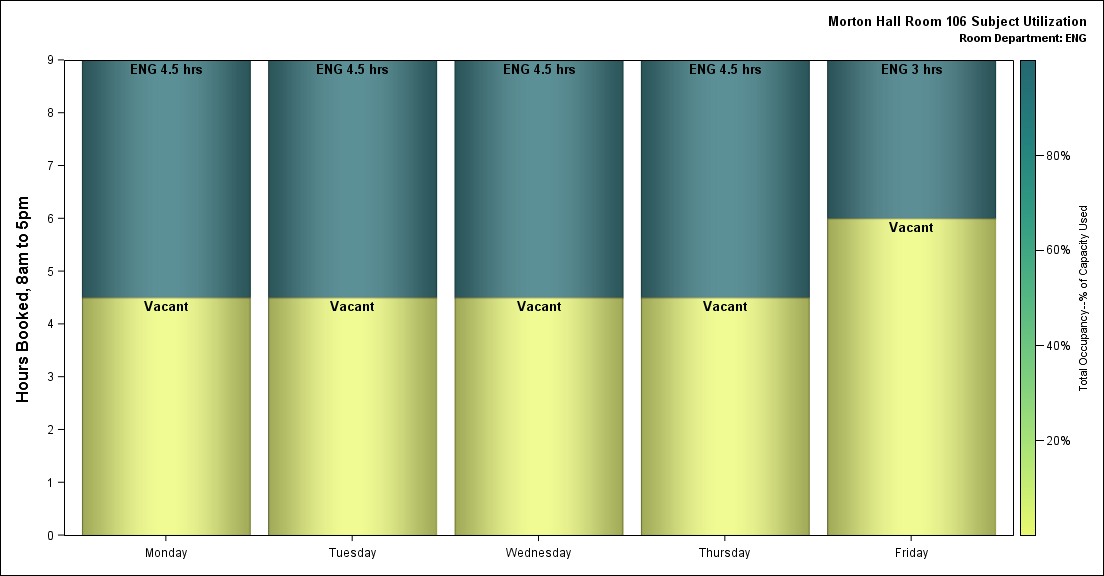 Morton Hall Room 106 Subject Utilization
Room Department: ENG
Hours Booked, 8am to 5pm
9
8
7
6
5
4
3
2
1
0
ENG 4.5 hrs
Vacant
ENG 4.5 hrs
Vacant
ENG 4.5 hrs
Vacant
ENG 4.5 hrs
Vacant
ENG 3 hrs
Vacant
Monday
Tuesday
Wednesday
Thursday
Friday
80%
60%
40%
20%
Total Occupancy--% of Capacity Used